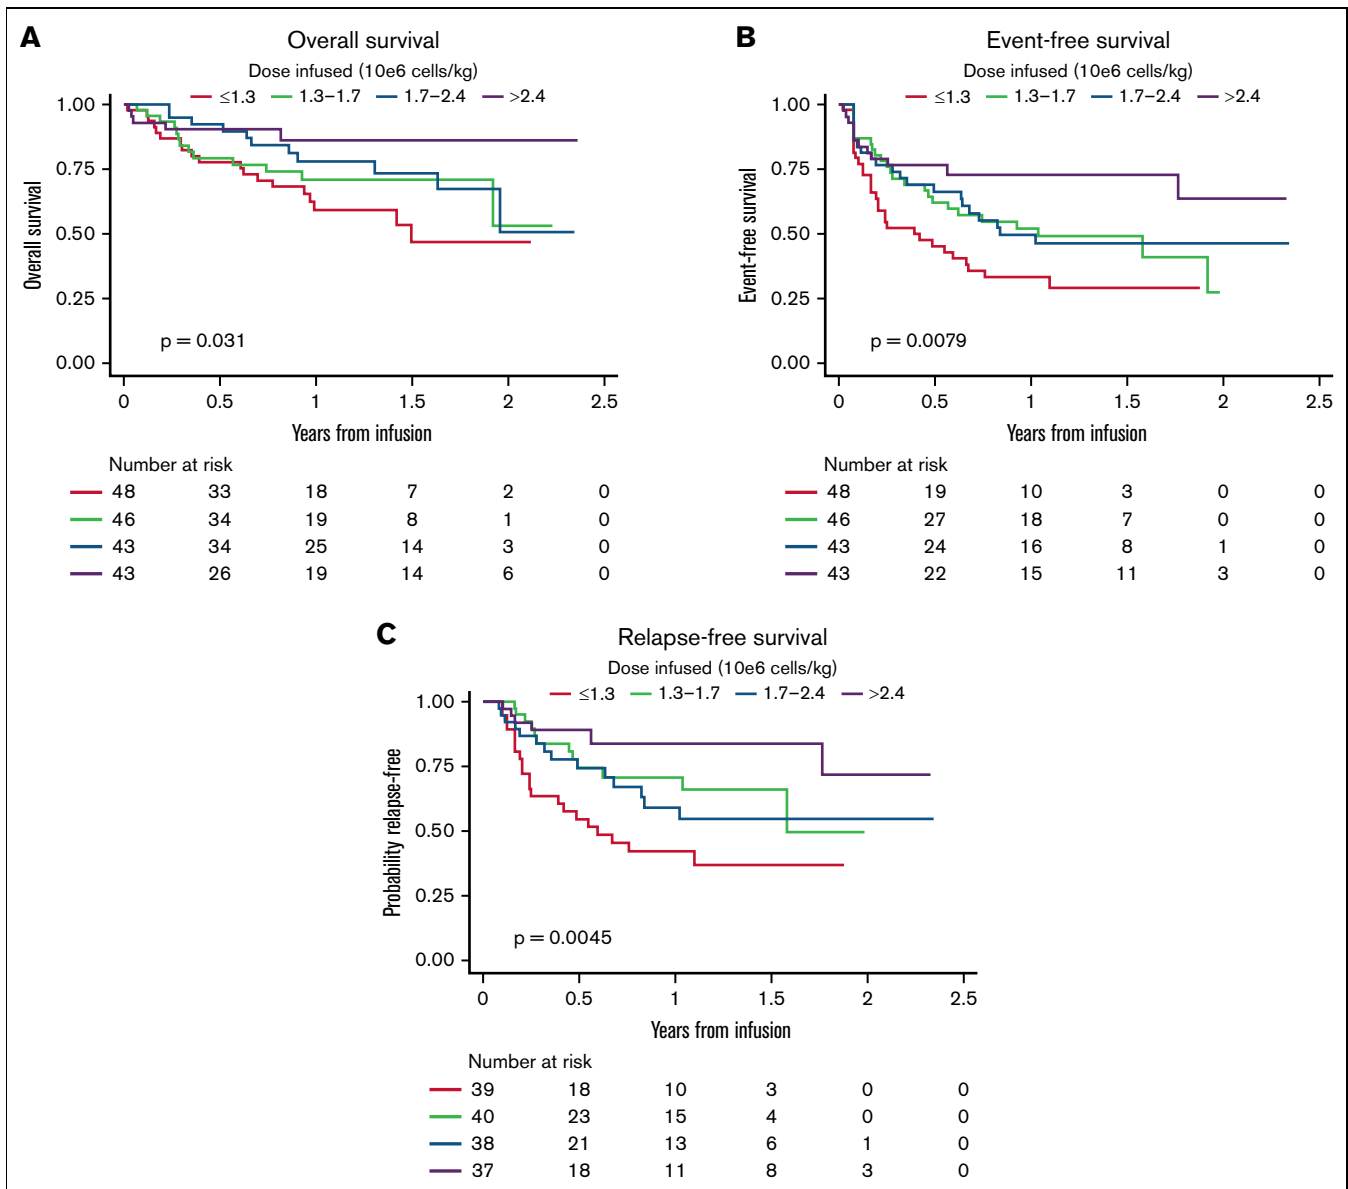 A
Overall survival
Dose infused (10e6 cells/kg)
≤1.3 1.3–1.7 1.7–2.4 >2.4
1.00
0.75
0.50
0.25
0.00
Overall survival
p = 0.031
0 0.5 1 1.5 2 2.5
Years from infusion
Number at risk
48 33 18 7 2 0
46 34 19 8 1 0
43 34 25 14 3 0
43 26 19 14 6 0
B
Event-free survival
Dose infused (10e6 cells/kg)
≤1.3 1.3–1.7 1.7–2.4 >2.4
1.00
0.75
0.50
0.25
0.00
Event-free survival
p = 0.0079
0 0.5 1 1.5 2 2.5
Years from infusion
Number at risk
48 19 10 3 0 0
46 27 18 7 0 0
43 24 16 8 1 0
43 22 15 11 3 0
C
Relapse-free survival
Dose infused (10e6 cells/kg)
≤1.3 1.3–1.7 1.7–2.4 >2.4
1.00
0.75
0.50
0.25
0.00
Probability relapse-free
p = 0.0045
0 0.5 1 1.5 2 2.5
Years from infusion
Number at risk
39 18 10 3 0 0
40 23 15 4 0 0
38 21 13 6 1 0
37 18 11 8 3 0